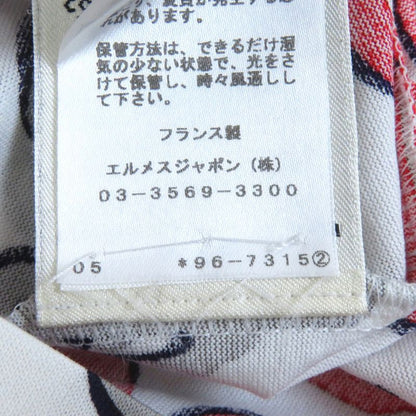 れがあります。
保管方法は、できるだけ湿
気の少ない状態で、光をさ
けて保管し、時々風通しし
て下さい。
フランス製
エルメスジャポン（株）
03-3569-3300
05 *96-7315②